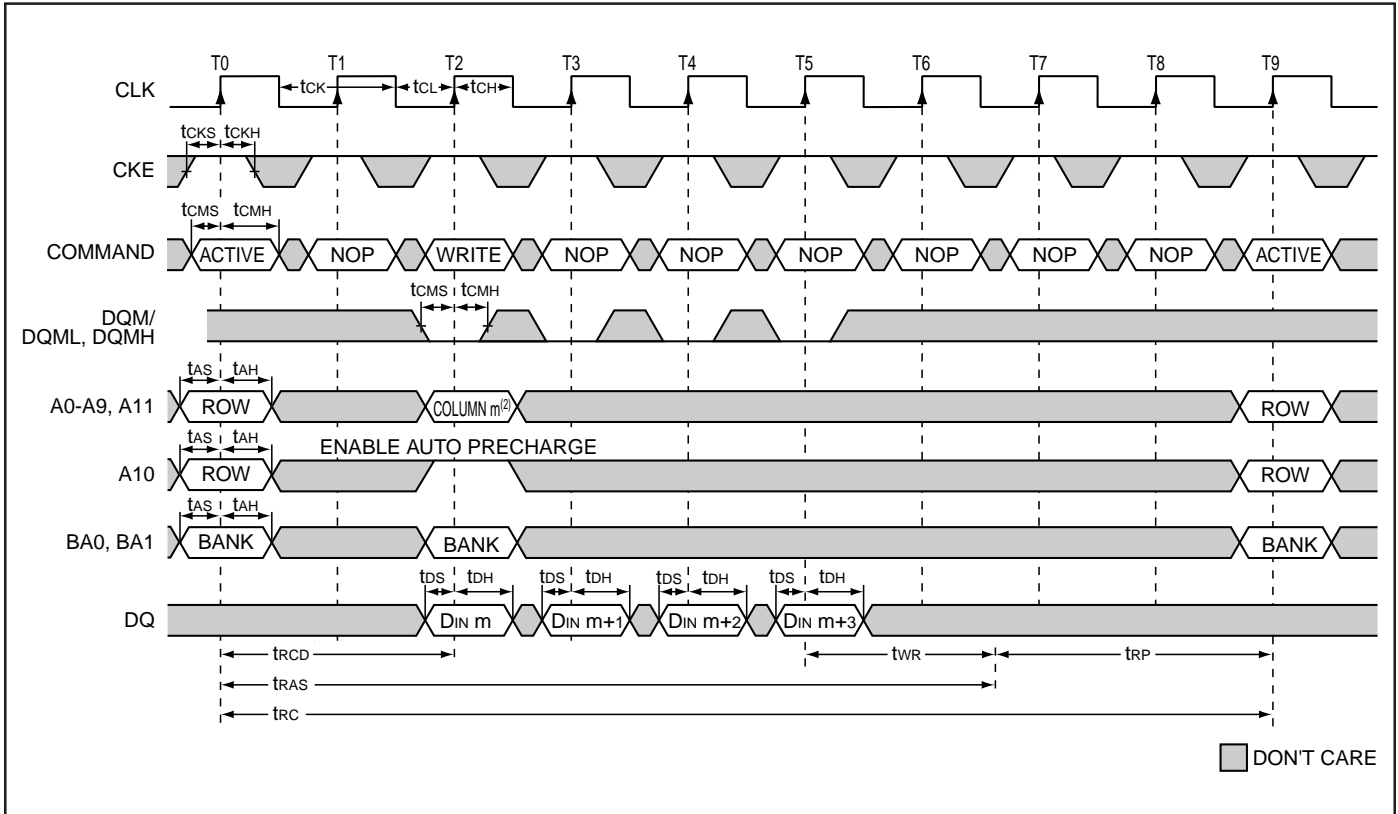 T0 T1 T2 T3 T4 T5 T6 T7 T8 T9
CLK tCK tCL tCH
tCKS tCKH
CKE
tCMS tCMH
COMMAND ACTIVE NOP WRITE NOP NOP NOP NOP NOP NOP ACTIVE
tCMS tCMH
DQM/
DQML, DQMH
tAS tAH
A0-A9, A11 ROW COLUMN m(2) ROW
tAS tAH ENABLE AUTO PRECHARGE
A10 ROW ROW
tAS tAH
BA0, BA1 BANK BANK BANK
tDS tDH tDS tDH tDS tDH tDS tDH
DQ DIN m DIN m+1 DIN m+2 DIN m+3
tRCD tWR tRP
tRAS
tRC
DON'T CARE